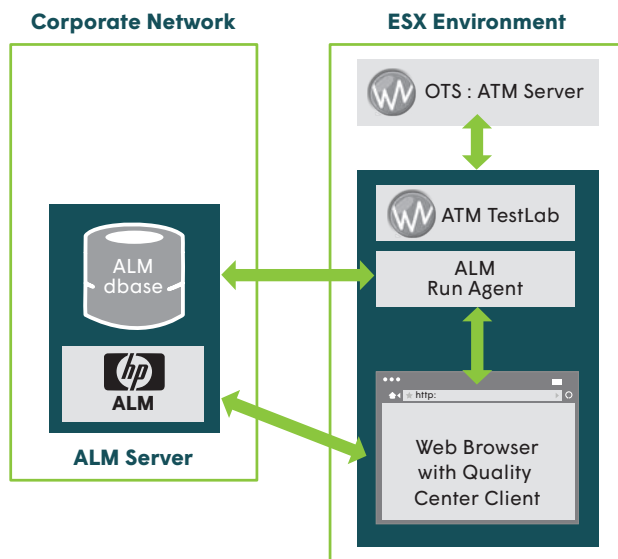 Corporate Network
ALM
dbase
hp
ALM
ALM Server
ESX Environment
W OTS : ATM Server
W ATM TestLab
ALM
Run Agent
http:
Web Browser
with Quality
Center Client